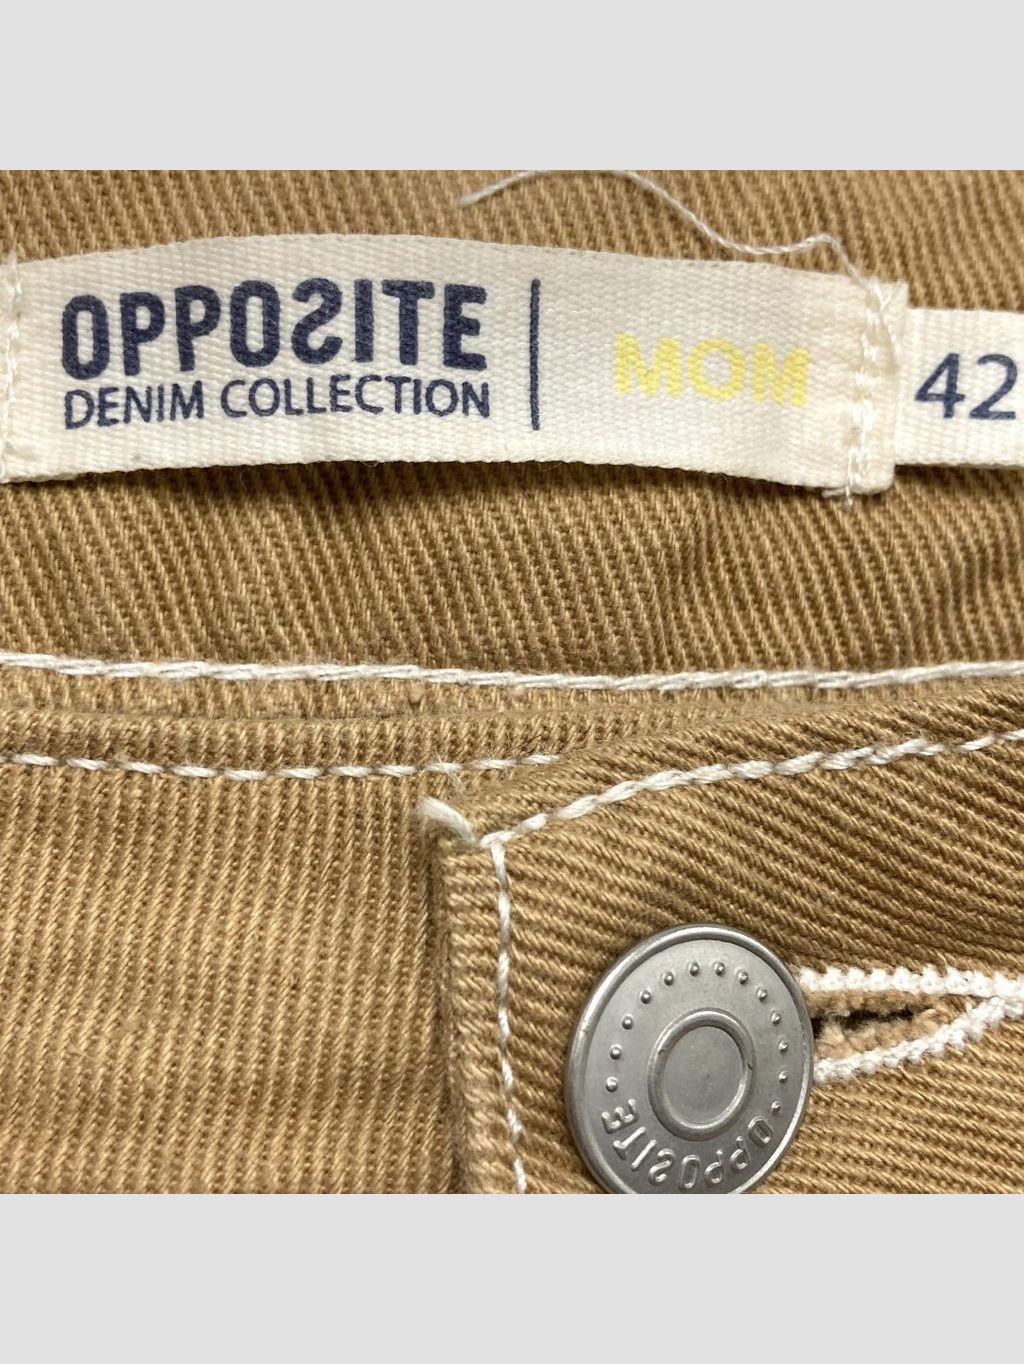 OPPOSITE
DENIM COLLECTION
MOM
42
OPPOSITE